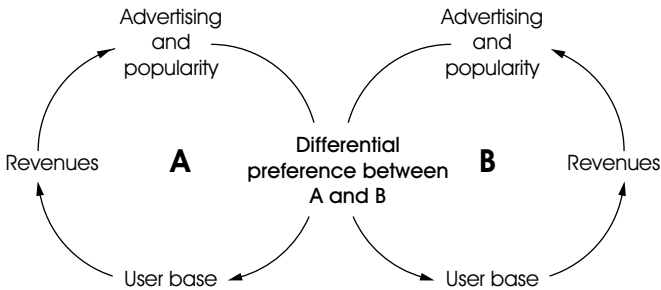 Advertising
and
popularity
Advertising
and
popularity
Revenues
A
Differential
preference between
A and B
B
Revenues
User base
User base